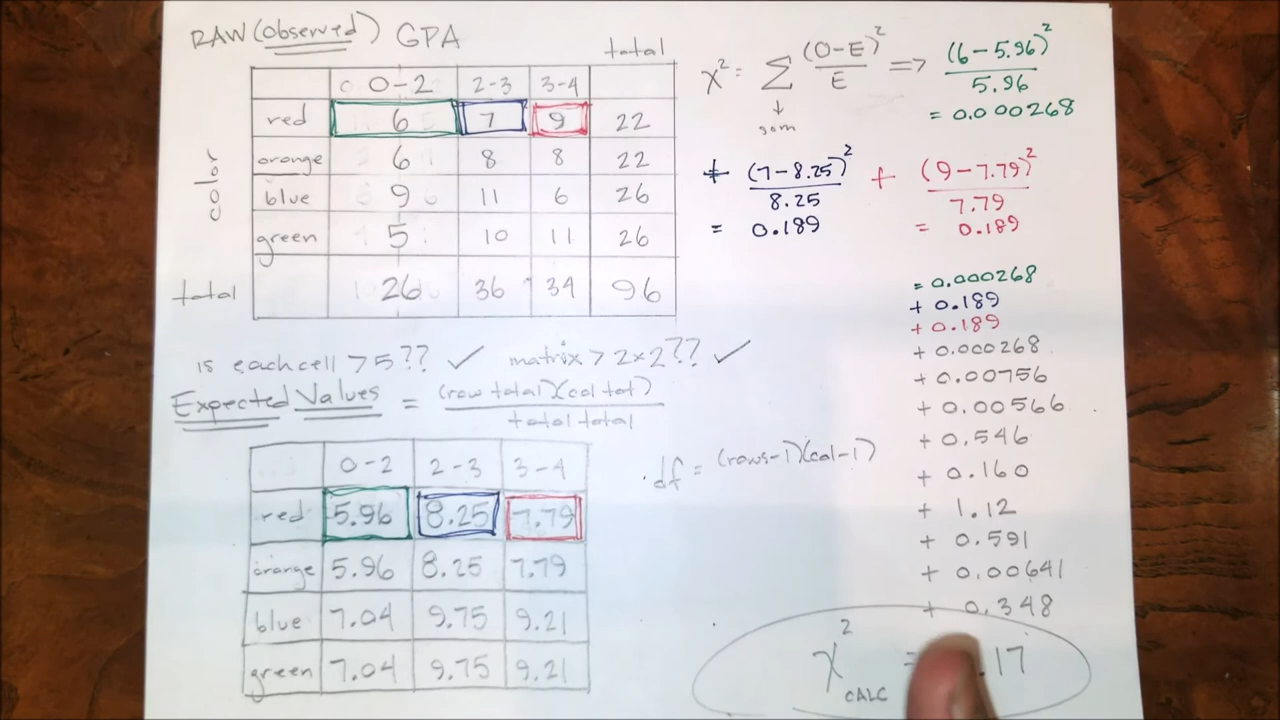 RAW (observed) GPA
total
0-2 2-3 3-4
red 6 7 9 22
orange 6 8 8 22
color
blue 9 11 6 26
green 5 10 11 26
total 26 36 34 96
is each cell > 5?? ✓ matrix > 2x2?? ✓
Expected Values = (row total)(col tot)
total total
0-2 2-3 3-4
red 5.96 8.25 7.79
orange 5.96 8.25 7.79
blue 7.04 9.75 9.21
green 7.04 9.75 9.21
χ² = Σ (O-E)² / E => (6-5.96)² / 5.96
↓
som
= 0.000268
+ (7-8.25)² / 8.25 + (9-7.79)² / 7.79
= 0.189 = 0.189
= 0.000268
+ 0.189
+ 0.189
+ 0.000268
+ 0.00756
+ 0.00566
+ 0.546
df = (rows-1)(col-1)
+ 0.160
+ 1.12
+ 0.591
+ 0.00641
+ 0.348
χ² CALC = .17